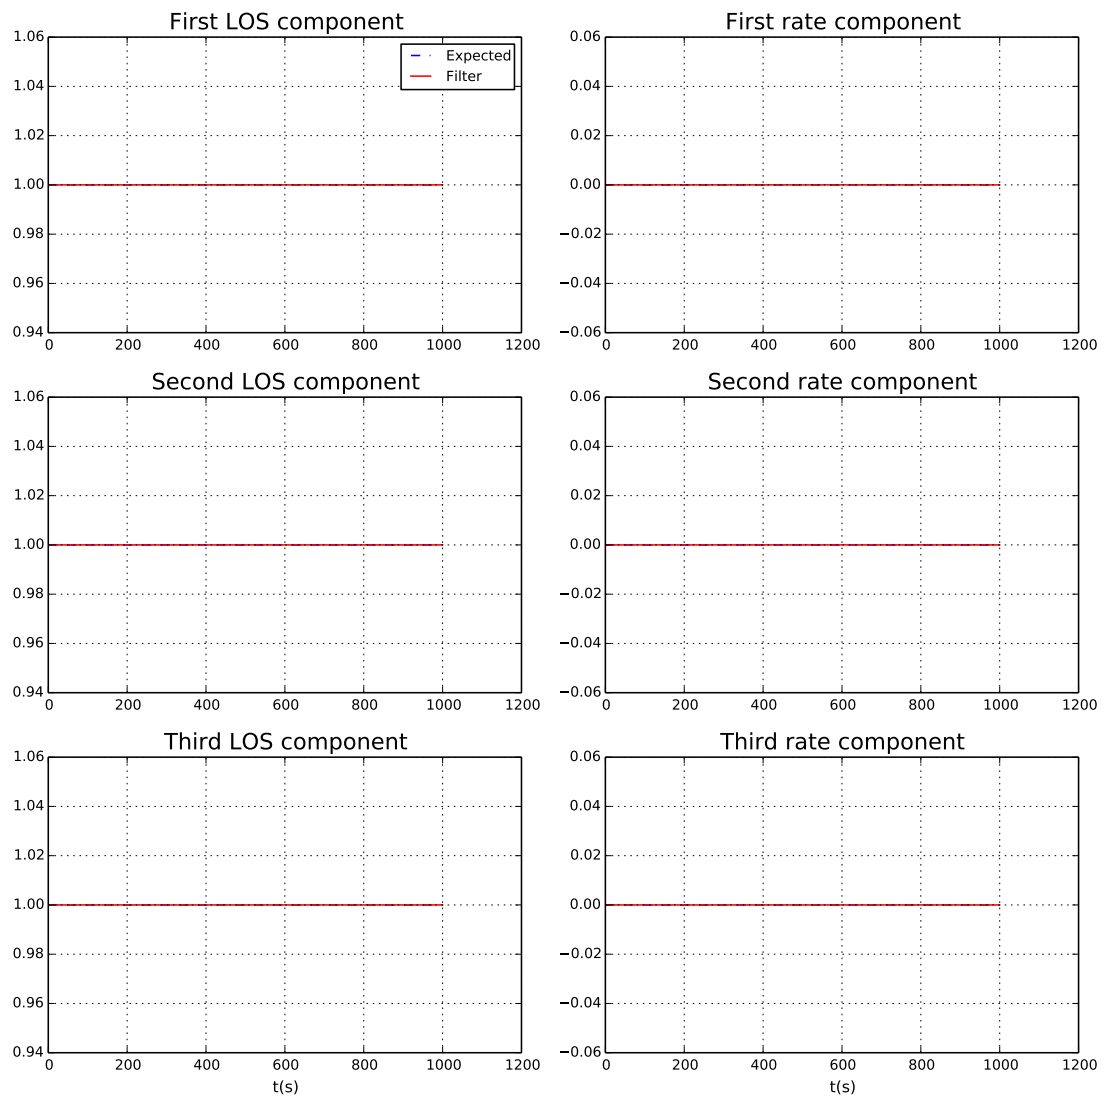 First LOS component
1.06
1.04
1.02
1.00
0.98
0.96
0.94
0 200 400 600 800 1000 1200
Expected
Filter
First rate component
0.06
0.04
0.02
0.00
−0.02
−0.04
−0.06
0 200 400 600 800 1000 1200
Second LOS component
1.06
1.04
1.02
1.00
0.98
0.96
0.94
0 200 400 600 800 1000 1200
Second rate component
0.06
0.04
0.02
0.00
−0.02
−0.04
−0.06
0 200 400 600 800 1000 1200
Third LOS component
1.06
1.04
1.02
1.00
0.98
0.96
0.94
0 200 400 600 800 1000 1200
t(s)
Third rate component
0.06
0.04
0.02
0.00
−0.02
−0.04
−0.06
0 200 400 600 800 1000 1200
t(s)